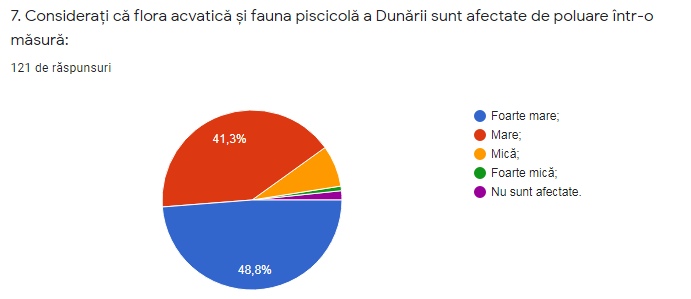 7. Considerați că flora acvatică și fauna piscicolă a Dunării sunt afectate de poluare într-o
măsură:
121 de răspunsuri
41,3%
48,8%
Foarte mare;
Mare;
Mică;
Foarte mică;
Nu sunt afectate.